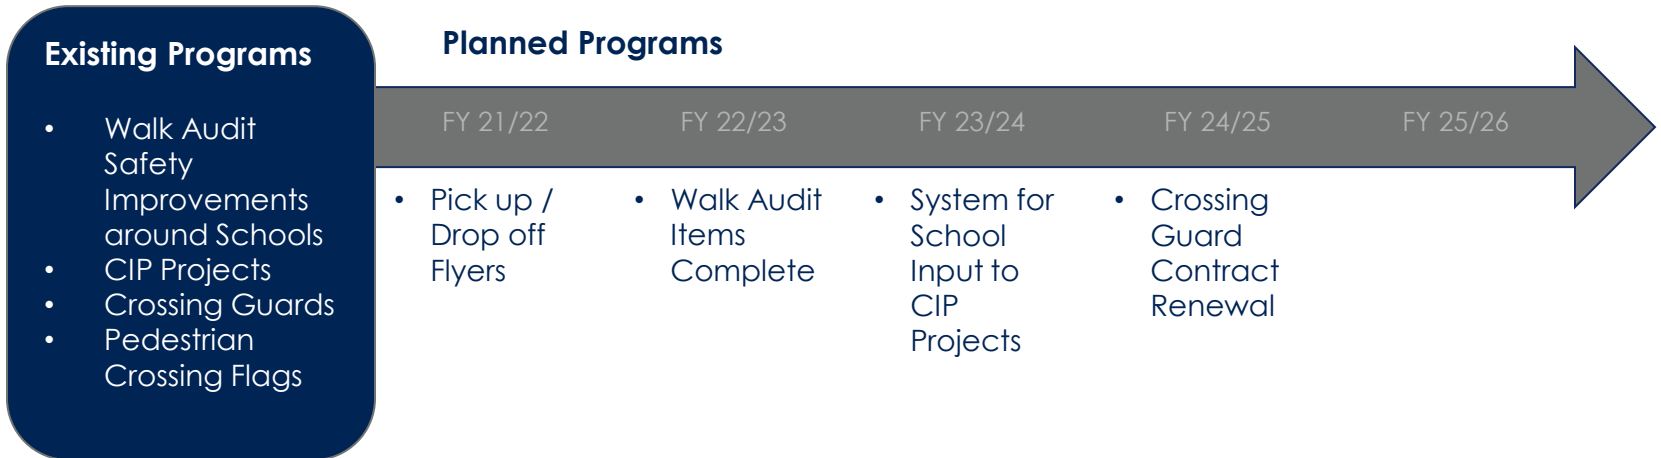 Existing Programs
• Walk Audit
Safety
Improvements
around Schools
• CIP Projects
• Crossing Guards
• Pedestrian
Crossing Flags
Planned Programs
FY 21/22
FY 22/23
FY 23/24
FY 24/25
FY 25/26
• Pick up /
Drop off
Flyers
• Walk Audit
Items
Complete
• System for
School
Input to
CIP
Projects
• Crossing
Guard
Contract
Renewal